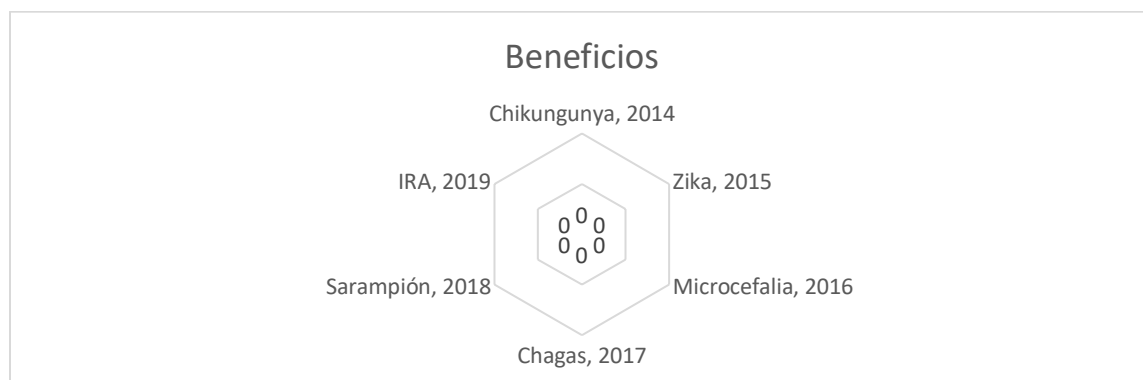 Beneficios
Chikungunya, 2014
IRA, 2019
Zika, 2015
0
0
0
0
0
0
Sarampión, 2018
Microcefalia, 2016
Chagas, 2017